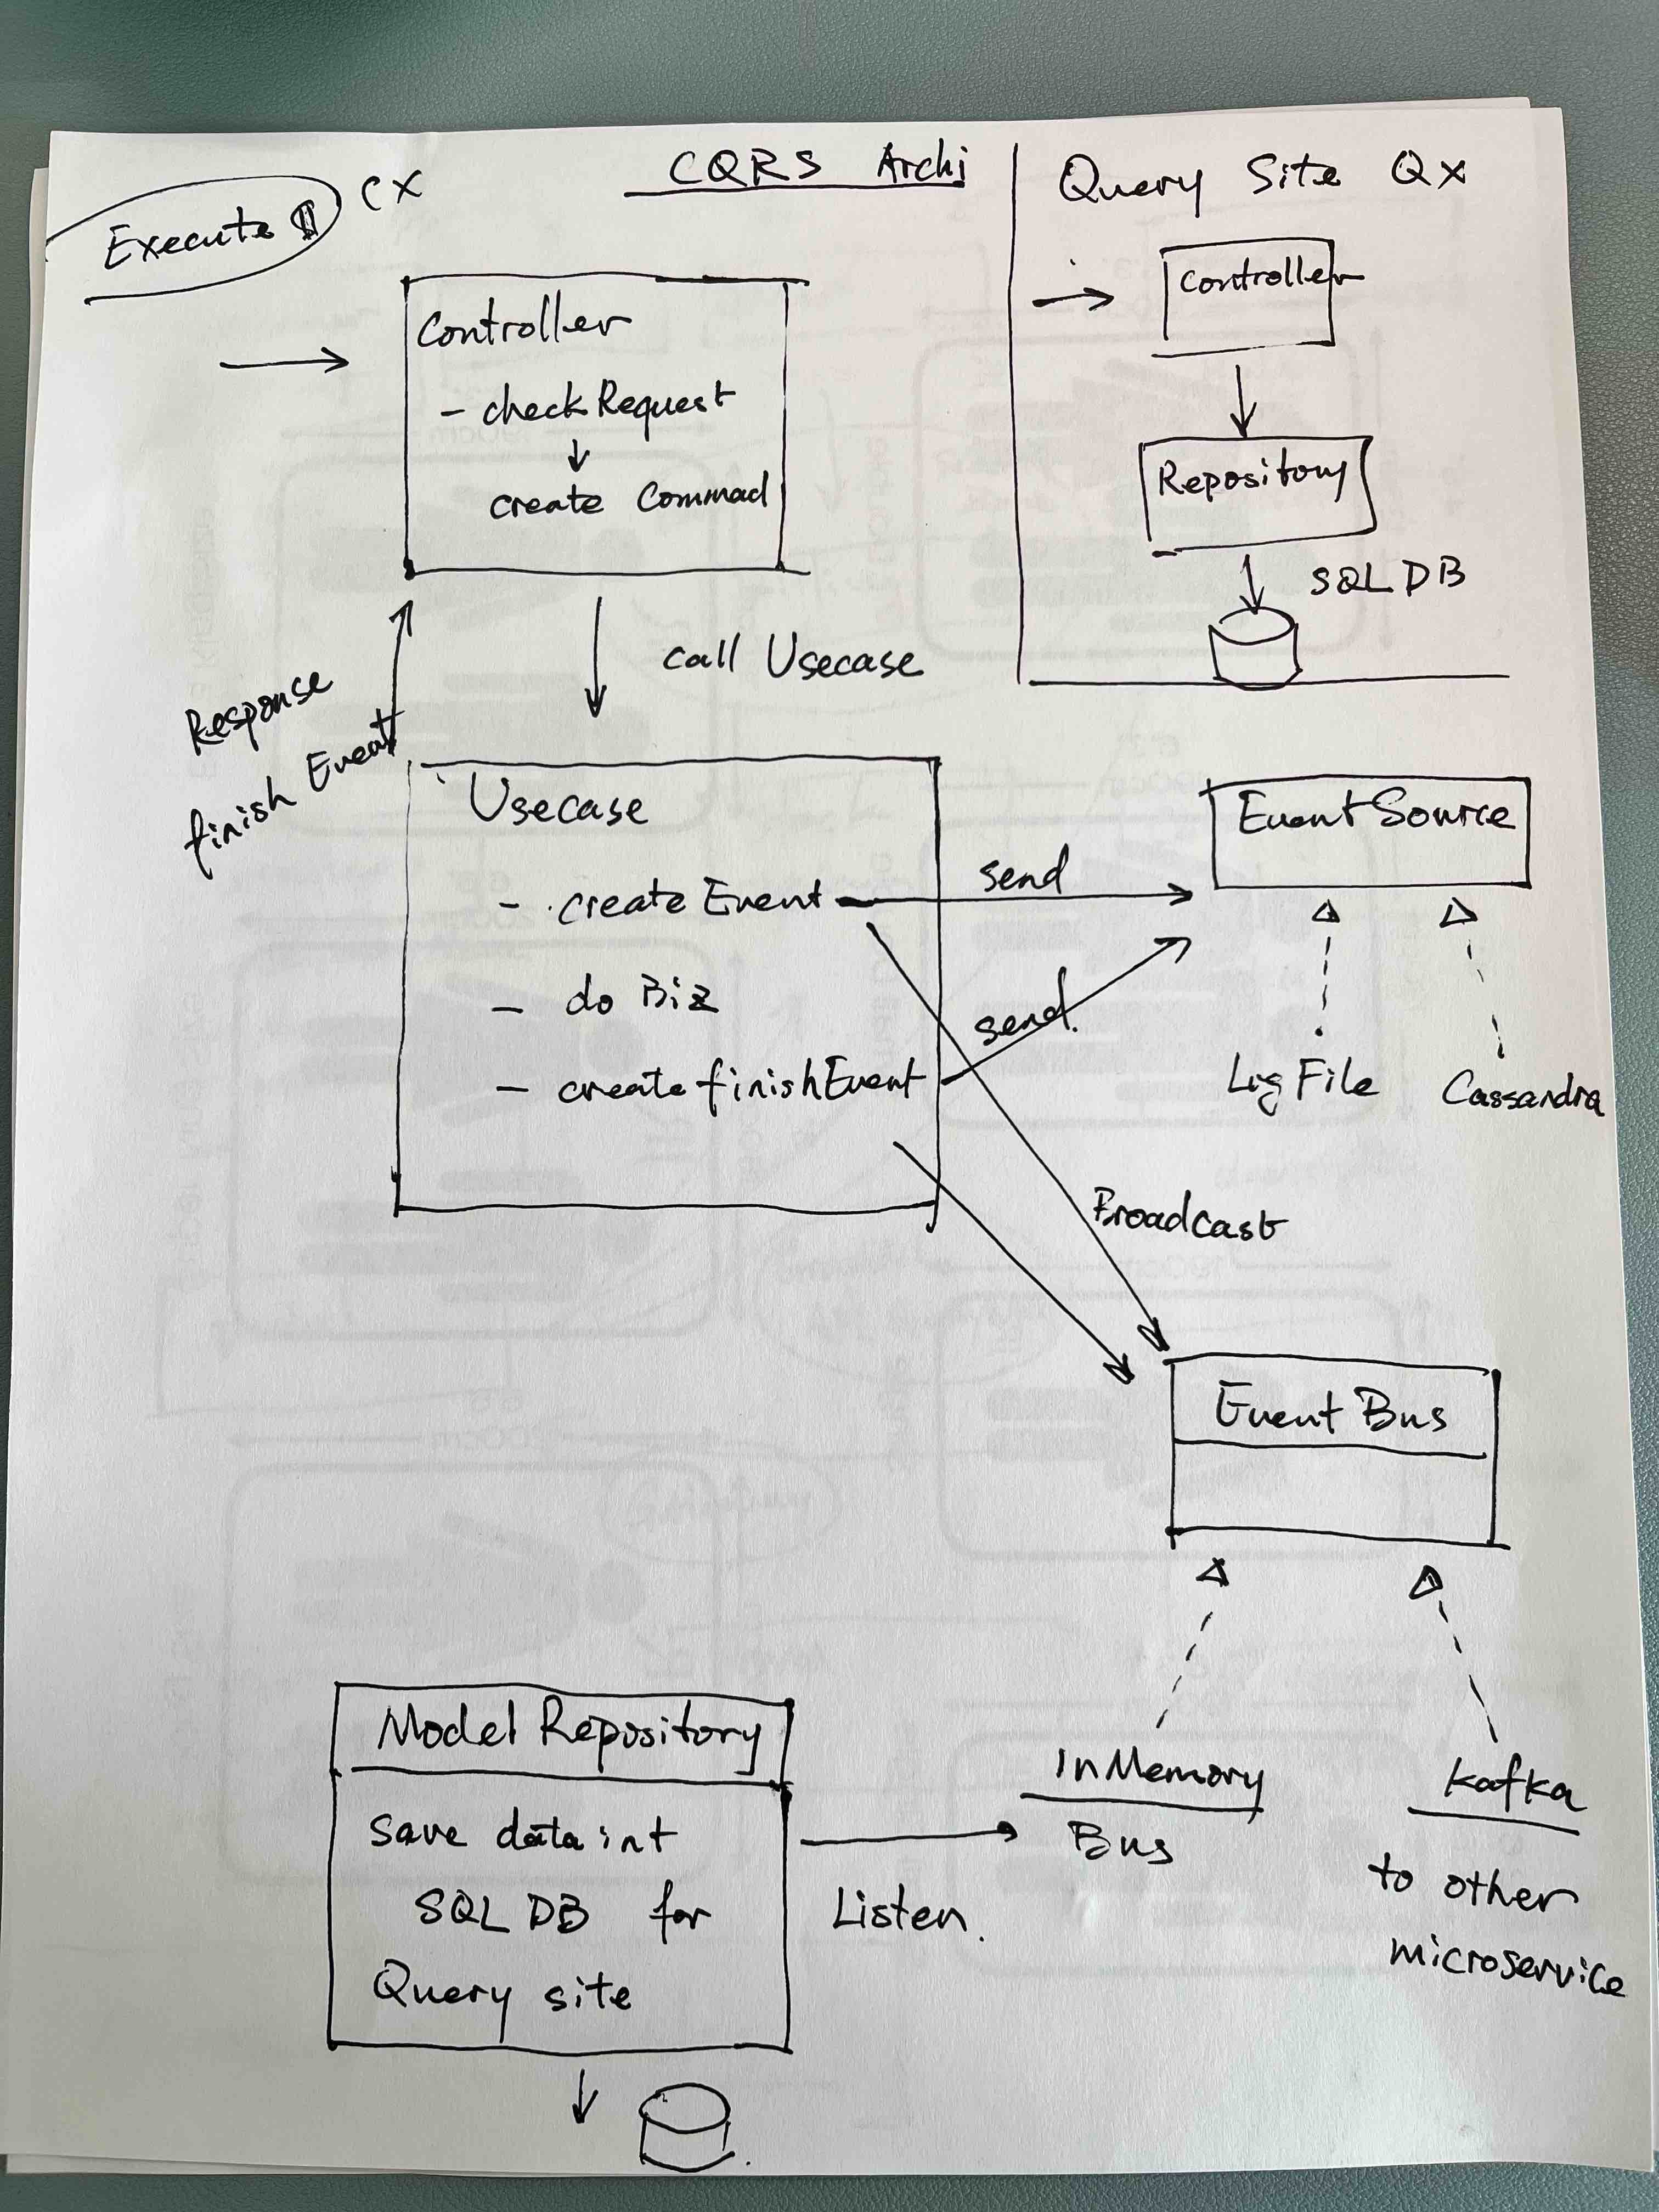 CQRS Archi
Execute
CX
Controller
- check Request
create Commad
call Usecase
Response
finish Event
Usecase
- create Event
- do Biz
- create finishEvent
send
send.
Broadcast
Query Site QX
Controller
Repository
SQL DB
Event Source
Log File
Cassandra
Event Bus
InMemory
Bus
Kafka
to other
microservice
Model Repository
save data int
SQL DB for
Query site
Listen.